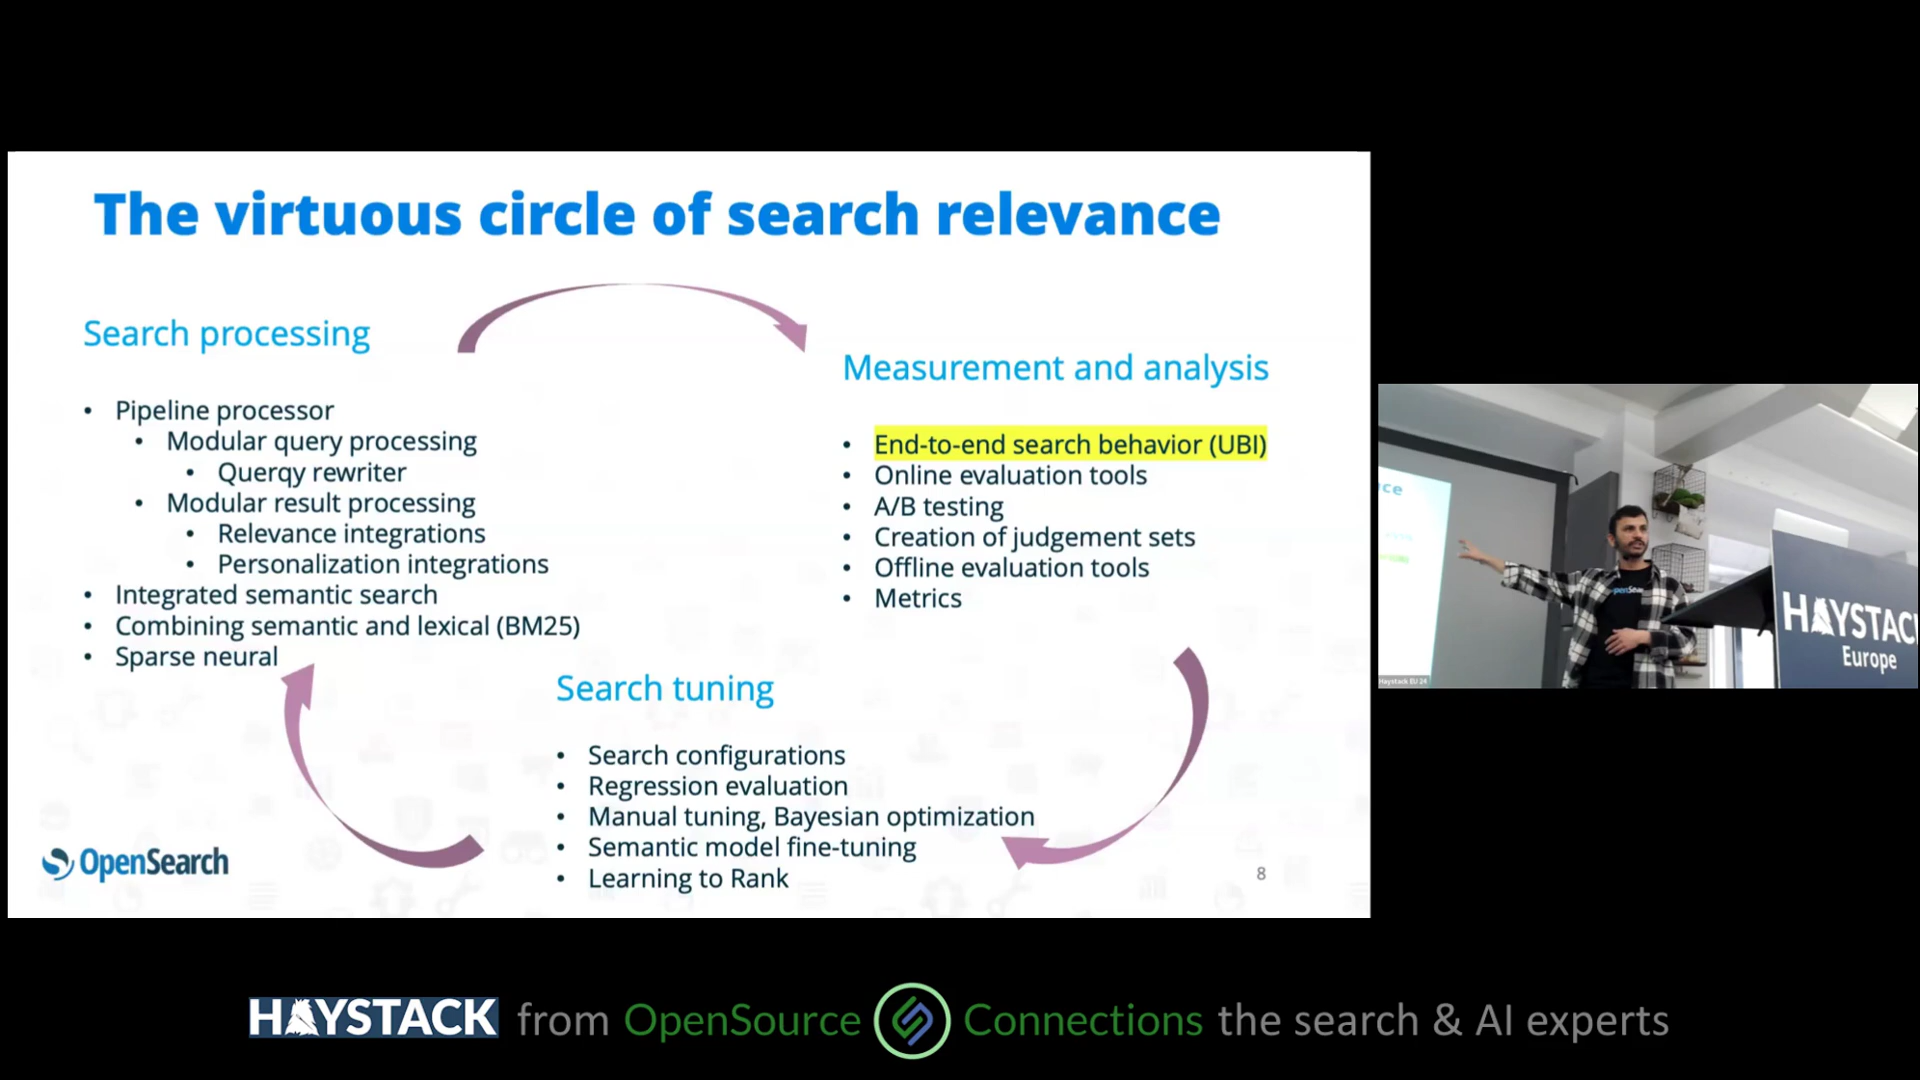 The virtuous circle of search relevance
Search processing
• Pipeline processor
• Modular query processing
• Querqy rewriter
• Modular result processing
• Relevance integrations
• Personalization integrations
• Integrated semantic search
• Combining semantic and lexical (BM25)
• Sparse neural
Measurement and analysis
• End-to-end search behavior (UBI)
• Online evaluation tools
• A/B testing
• Creation of judgement sets
• Offline evaluation tools
• Metrics
Search tuning
• Search configurations
• Regression evaluation
• Manual tuning, Bayesian optimization
• Semantic model fine-tuning
• Learning to Rank
OpenSearch
8
HAYSTACK
Europe
Haystack EU 24
HAYSTACK from OpenSource Connections the search & AI experts